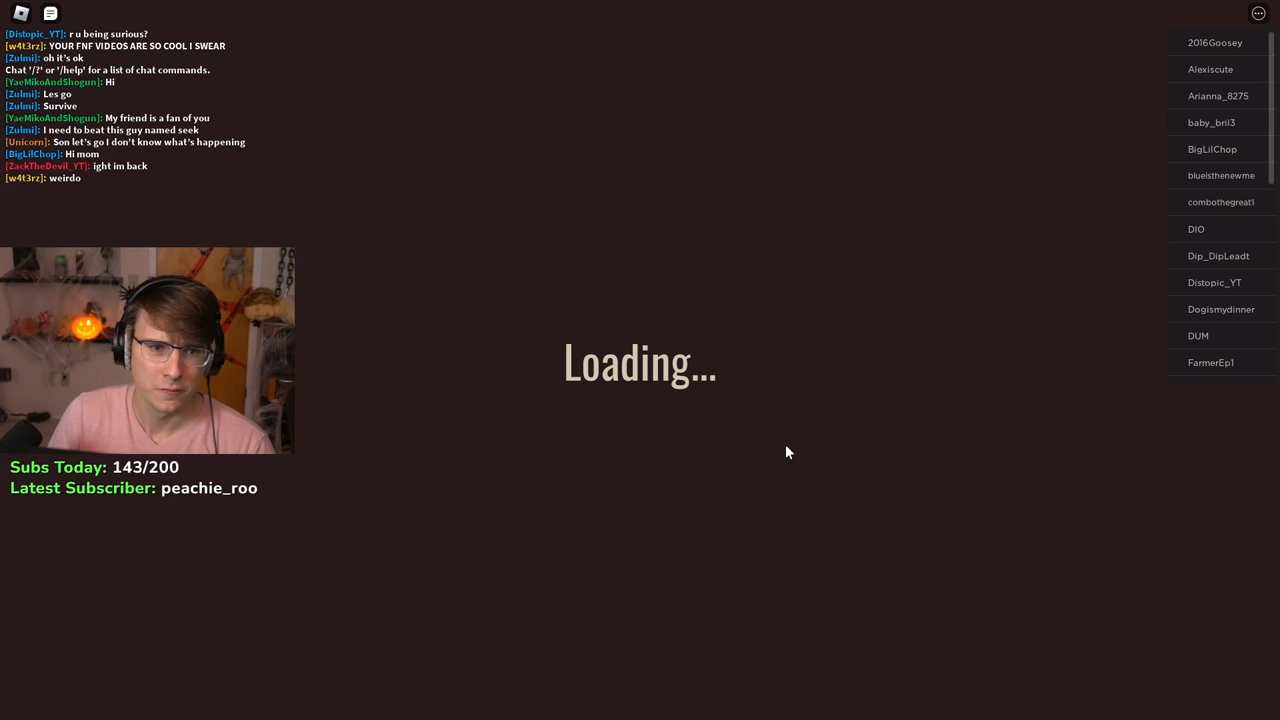 [Distopic_YT]: r u being surious?
[w4t3rz]: YOUR FNF VIDEOS ARE SO COOL I SWEAR
[Zulmi]: oh it's ok
Chat '/?' or '/help' for a list of chat commands.
[YaeMikoAndShogun]: Hi
[Zulmi]: Les go
[Zulmi]: Survive
[YaeMikoAndShogun]: My friend is a fan of you
[Zulmi]: I need to beat this guy named seek
[Unicorn]: Son let's go I don't know what's happening
[BigLilChop]: Hi mom
[ZackTheDevil_YT]: ight im back
[w4t3rz]: weirdo
2016Goosey
Alexiscute
Arianna_8275
baby_bril3
BigLilChop
blueisthenewme
combothegreat1
DIO
Dip_DipLeadt
Distopic_YT
Dogismydinner
DUM
FarmerEp1
Loading...
Subs Today: 143/200
Latest Subscriber: peachie_roo